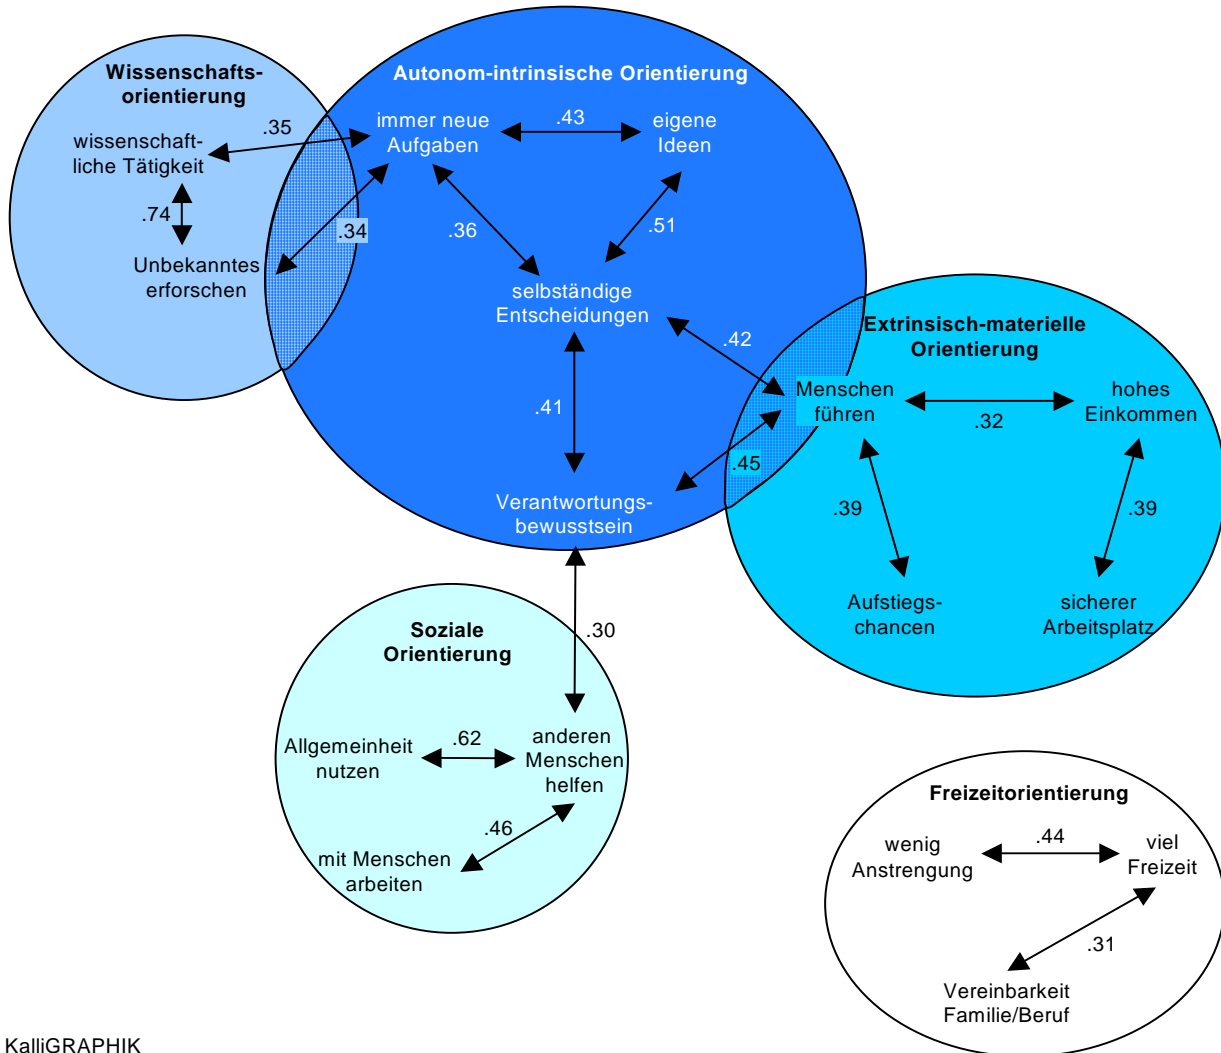 Wissenschafts-
orientierung
wissenschaft-
liche Tätigkeit
.74
Unbekanntes
erforschen
.35
.34
Autonom-intrinsische Orientierung
immer neue
Aufgaben
.43
eigene
Ideen
.36
.51
selbständige
Entscheidungen
.42
.41
.45
Verantwortungs-
bewusstsein
Extrinsisch-materielle
Orientierung
Menschen
führen
.32
hohes
Einkommen
.39
.39
Aufstiegs-
chancen
sicherer
Arbeitsplatz
.30
Soziale
Orientierung
Allgemeinheit
nutzen
.62
anderen
Menschen
helfen
.46
mit Menschen
arbeiten
Freizeitorientierung
wenig
Anstrengung
.44
viel
Freizeit
.31
Vereinbarkeit
Familie/Beruf
KalliGRAPHIK